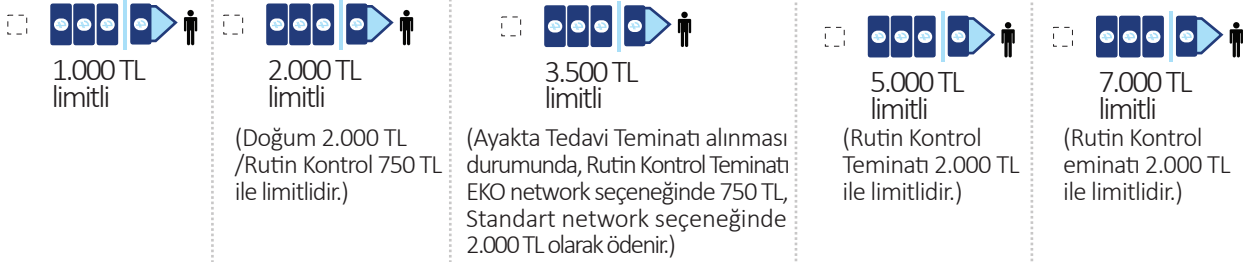 1.000 TL
limitli
2.000 TL
limitli
(Doğum 2.000 TL
/Rutin Kontrol 750 TL
ile limitlidir.)
3.500 TL
limitli
(Ayakta Tedavi Teminatı alınması
durumunda, Rutin Kontrol Teminatı
EKO network seçeneğinde 750 TL,
Standart network seçeneğinde
2.000 TL olarak ödenir.)
5.000 TL
limitli
(Rutin Kontrol
Teminatı 2.000 TL
ile limitlidir.)
7.000 TL
limitli
(Rutin Kontrol
eminatı 2.000 TL
ile limitlidir.)